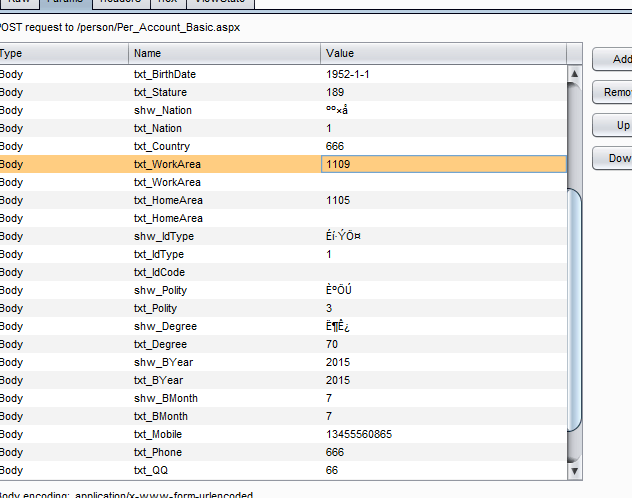 Raw Params Headers Hex ViewState
POST request to /person/Per_Account_Basic.aspx
Type Name Value
Body txt_BirthDate 1952-1-1
Body txt_Stature 189
Body shw_Nation ºº×å
Body txt_Nation 1
Body txt_Country 666
Body txt_WorkArea 1109
Body txt_WorkArea
Body txt_HomeArea 1105
Body txt_HomeArea
Body shw_IdType Éí·ÝÖ¤
Body txt_IdType 1
Body txt_IdCode
Body shw_Polity ÈºÖÚ
Body txt_Polity 3
Body shw_Degree Ë¶Ê¿
Body txt_Degree 70
Body shw_BYear 2015
Body txt_BYear 2015
Body shw_BMonth 7
Body txt_BMonth 7
Body txt_Mobile 13455560865
Body txt_Phone 666
Body txt_QQ 66
Body encoding: application/x-www-form-urlencoded
Add
Remo
Up
Dow